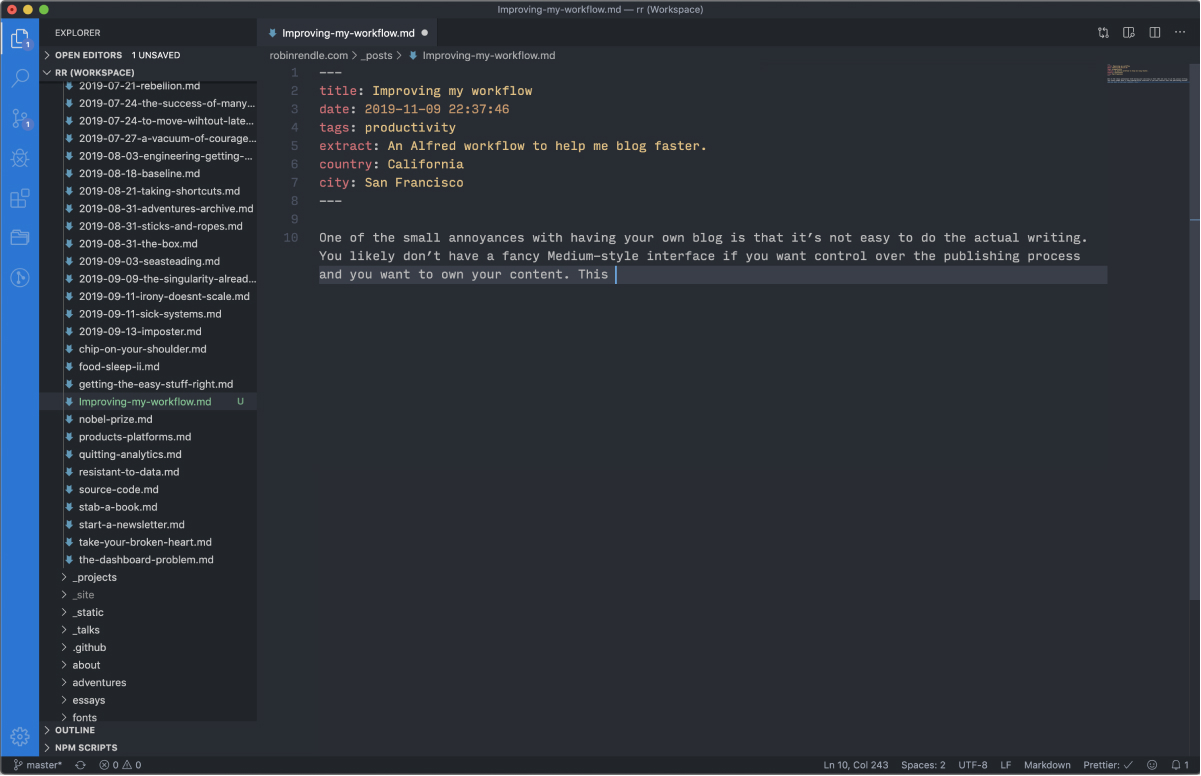 Improving-my-workflow.md — rr (Workspace)
EXPLORER
Improving-my-workflow.md
OPEN EDITORS 1 UNSAVED
robinrendle.com > _posts > Improving-my-workflow.md
RR (WORKSPACE)
2019-07-21-rebellion.md
2019-07-24-the-success-of-many...
2019-07-24-to-move-wihtout-late...
2019-07-27-a-vacuum-of-courage...
2019-08-03-engineering-getting-...
2019-08-18-baseline.md
2019-08-21-taking-shortcuts.md
2019-08-31-adventures-archive.md
2019-08-31-sticks-and-ropes.md
2019-08-31-the-box.md
2019-09-03-seasteading.md
2019-09-09-the-singularity-alread...
2019-09-11-irony-doesnt-scale.md
2019-09-11-sick-systems.md
2019-09-13-imposter.md
chip-on-your-shoulder.md
food-sleep-ii.md
getting-the-easy-stuff-right.md
Improving-my-workflow.md U
nobel-prize.md
products-platforms.md
quitting-analytics.md
resistant-to-data.md
source-code.md
stab-a-book.md
start-a-newsletter.md
take-your-broken-heart.md
the-dashboard-problem.md
_projects
_site
_static
_talks
.github
about
adventures
essays
fonts
OUTLINE
NPM SCRIPTS
1
1
1 ---
2 title: Improving my workflow
3 date: 2019-11-09 22:37:46
4 tags: productivity
5 extract: An Alfred workflow to help me blog faster.
6 country: California
7 city: San Francisco
8 ---
9
10 One of the small annoyances with having your own blog is that it’s not easy to do the actual writing.
You likely don’t have a fancy Medium-style interface if you want control over the publishing process
and you want to own your content. This
master* 0 0
Ln 10, Col 243 Spaces: 2 UTF-8 LF Markdown Prettier: ✓ 1